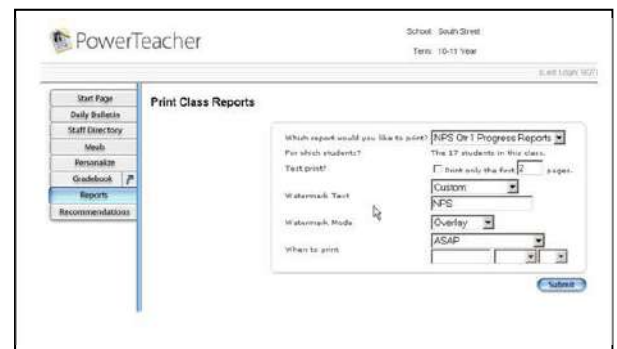 PowerTeacher
School: South Street
Term: 10-11 Year
Start Page
Daily Bulletin
Staff Directory
Meals
Personalize
Gradebook
Reports
Recommendations
Print Class Reports
Which report would you like to print? NPS Qtr 1 Progress Reports
For which students? The 17 students in this class.
Test print? Print only the first 2 pages.
Watermark Text Custom
NPS
Watermark Mode Overlay
When to print ASAP
Submit